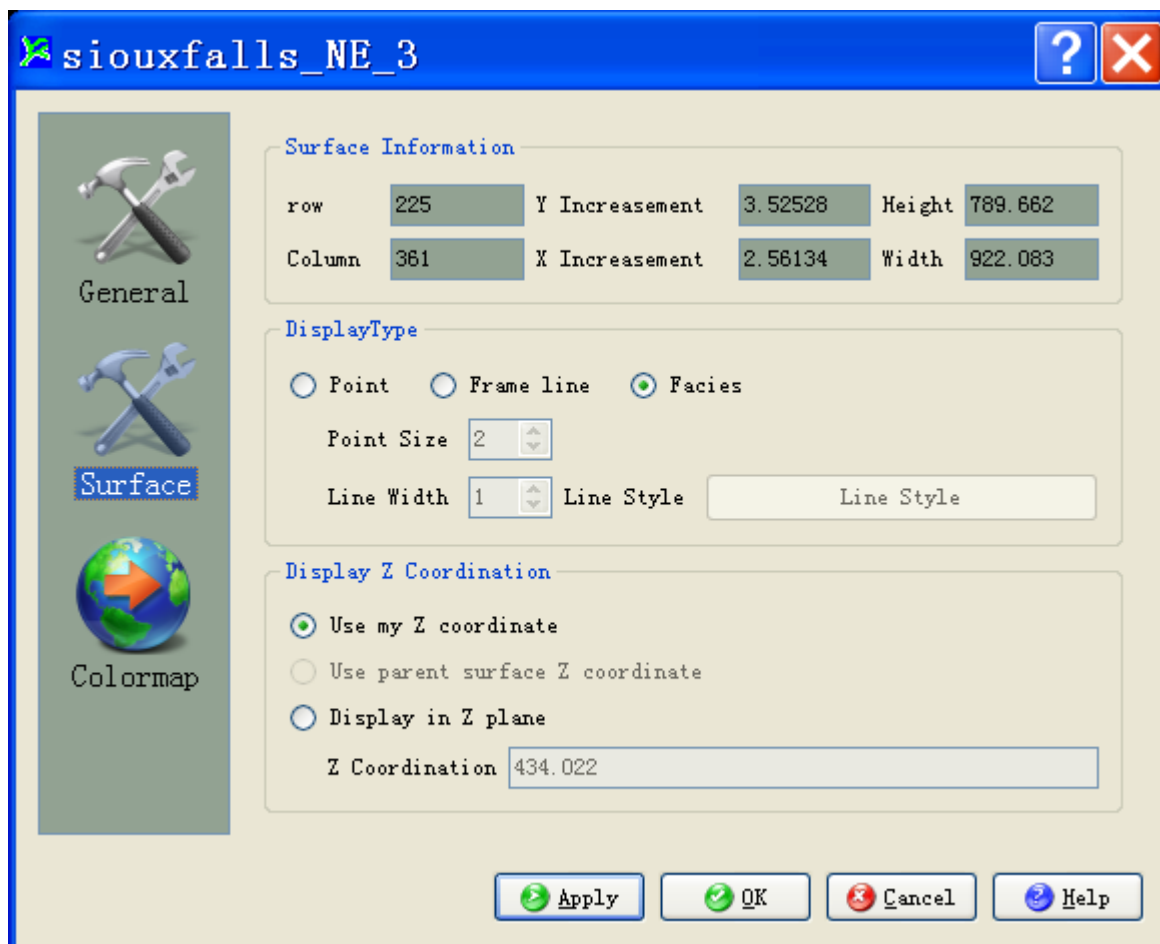 siouxfalls_NE_3
General
Surface
Colormap
Surface Information
row 225 Y Increasement 3.52528 Height 789.662
Column 361 X Increasement 2.56134 Width 922.083
DisplayType
Point Frame line Facies
Point Size 2
Line Width 1 Line Style Line Style
Display Z Coordination
Use my Z coordinate
Use parent surface Z coordinate
Display in Z plane
Z Coordination 434.022
Apply OK Cancel Help